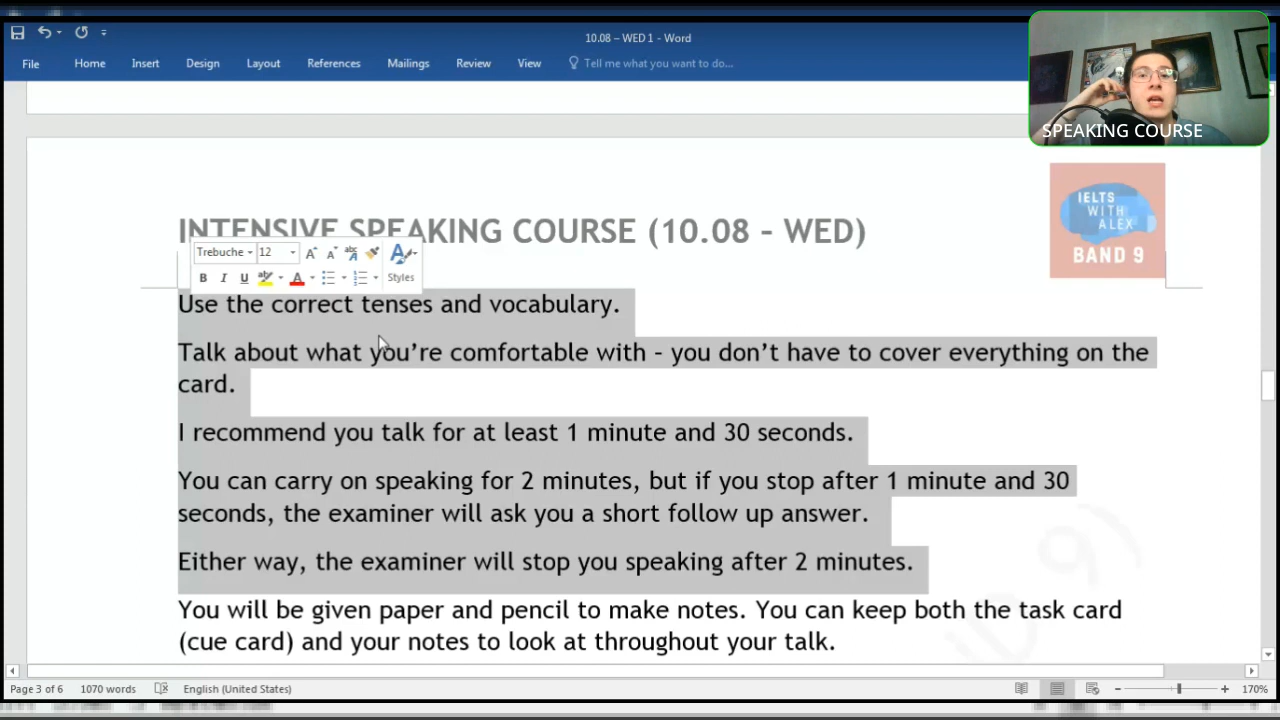 10.08 – WED 1 - Word
File Home Insert Design Layout References Mailings Review View Tell me what you want to do...
SPEAKING COURSE
INTENSIVE SPEAKING COURSE (10.08 – WED)
IELTS
WITH
ALEX
BAND 9
Trebuche 12
B I U Styles
Use the correct tenses and vocabulary.
Talk about what you’re comfortable with – you don’t have to cover everything on the
card.
I recommend you talk for at least 1 minute and 30 seconds.
You can carry on speaking for 2 minutes, but if you stop after 1 minute and 30
seconds, the examiner will ask you a short follow up answer.
Either way, the examiner will stop you speaking after 2 minutes.
You will be given paper and pencil to make notes. You can keep both the task card
(cue card) and your notes to look at throughout your talk.
Page 3 of 6 1070 words English (United States) 170%